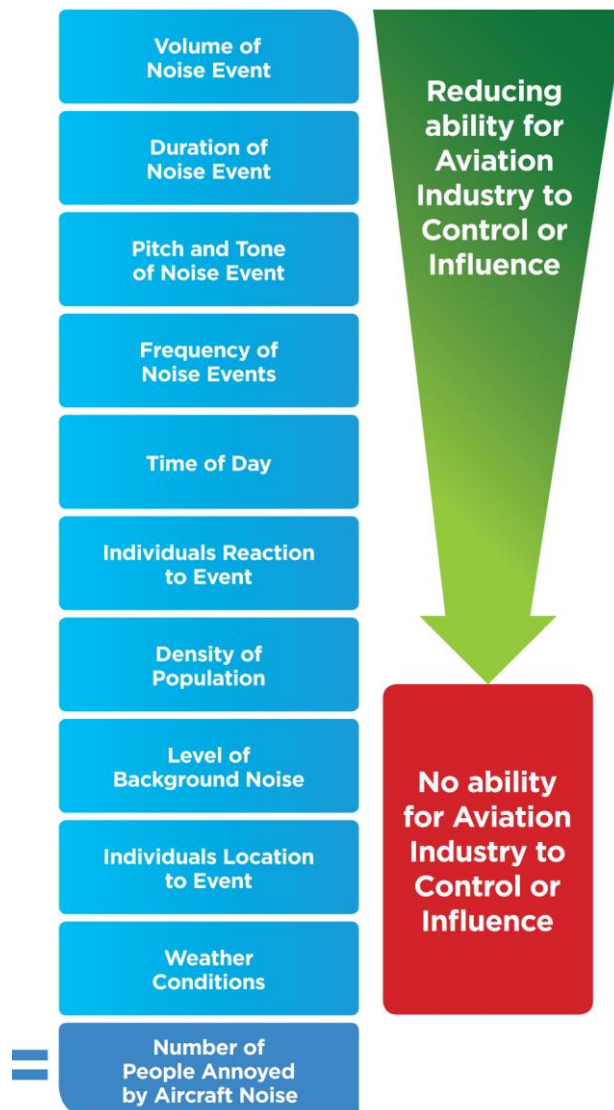 Volume of
Noise Event
Duration of
Noise Event
Pitch and Tone
of Noise Event
Frequency of
Noise Events
Time of Day
Individuals Reaction
to Event
Density of
Population
Level of
Background Noise
Individuals Location
to Event
Weather
Conditions
=
Number of
People Annoyed
by Aircraft Noise
Reducing
ability for
Aviation
Industry to
Control or
Influence
No ability
for Aviation
Industry to
Control or
Influence